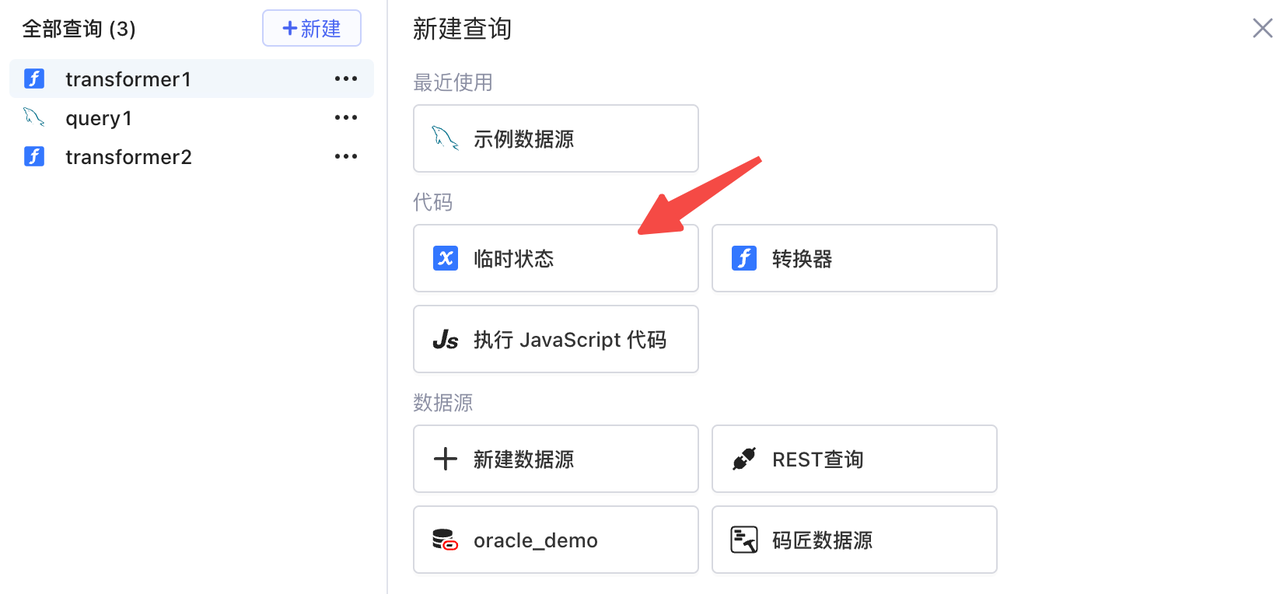 全部查询 (3)
+新建
transformer1
query1
transformer2
新建查询
最近使用
示例数据源
代码
临时状态
转换器
Js 执行 JavaScript 代码
数据源
新建数据源
REST查询
oracle_demo
码匠数据源